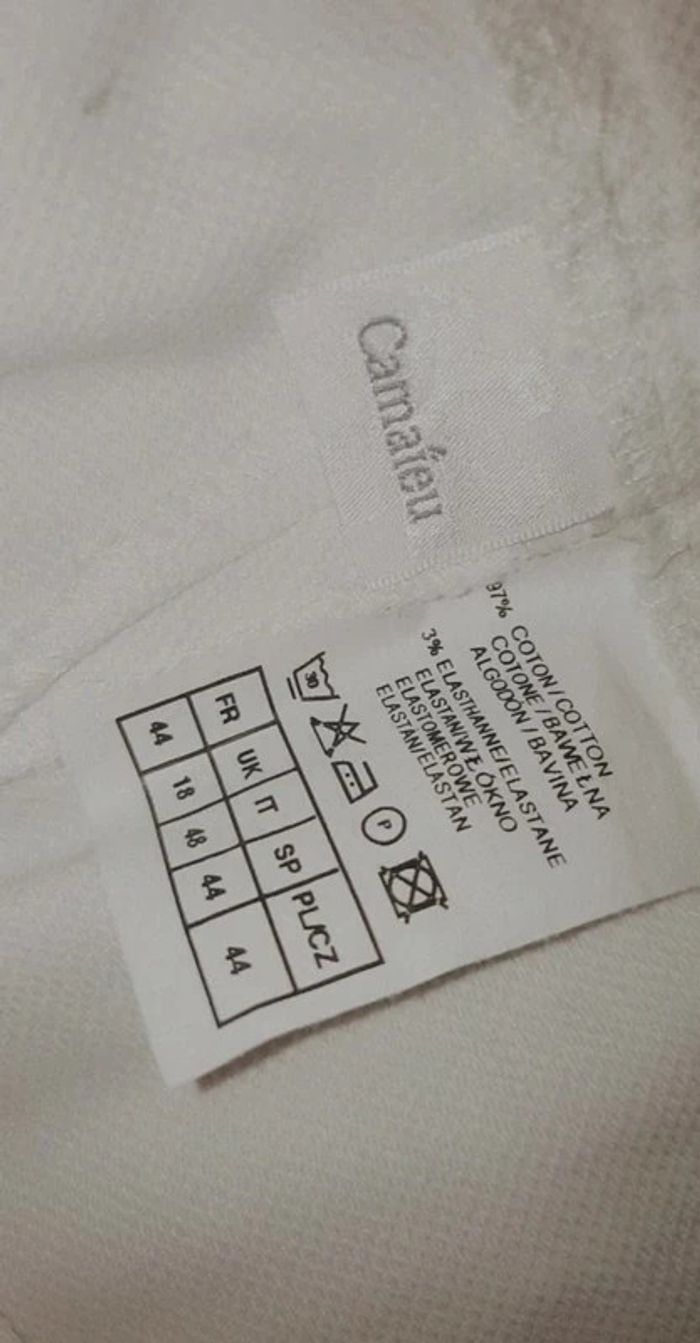 Camaïeu
97% COTON/COTTON
COTONE/BAWEŁNA
ALGODON/BAVINA
3% ELASTHANNE/ELASTANE
ELASTAN/WŁÓKNO
ELASTOMEROWE
ELASTAN/ELASTAN
30 P
FR UK IT SP PL/CZ
44 18 48 44 44